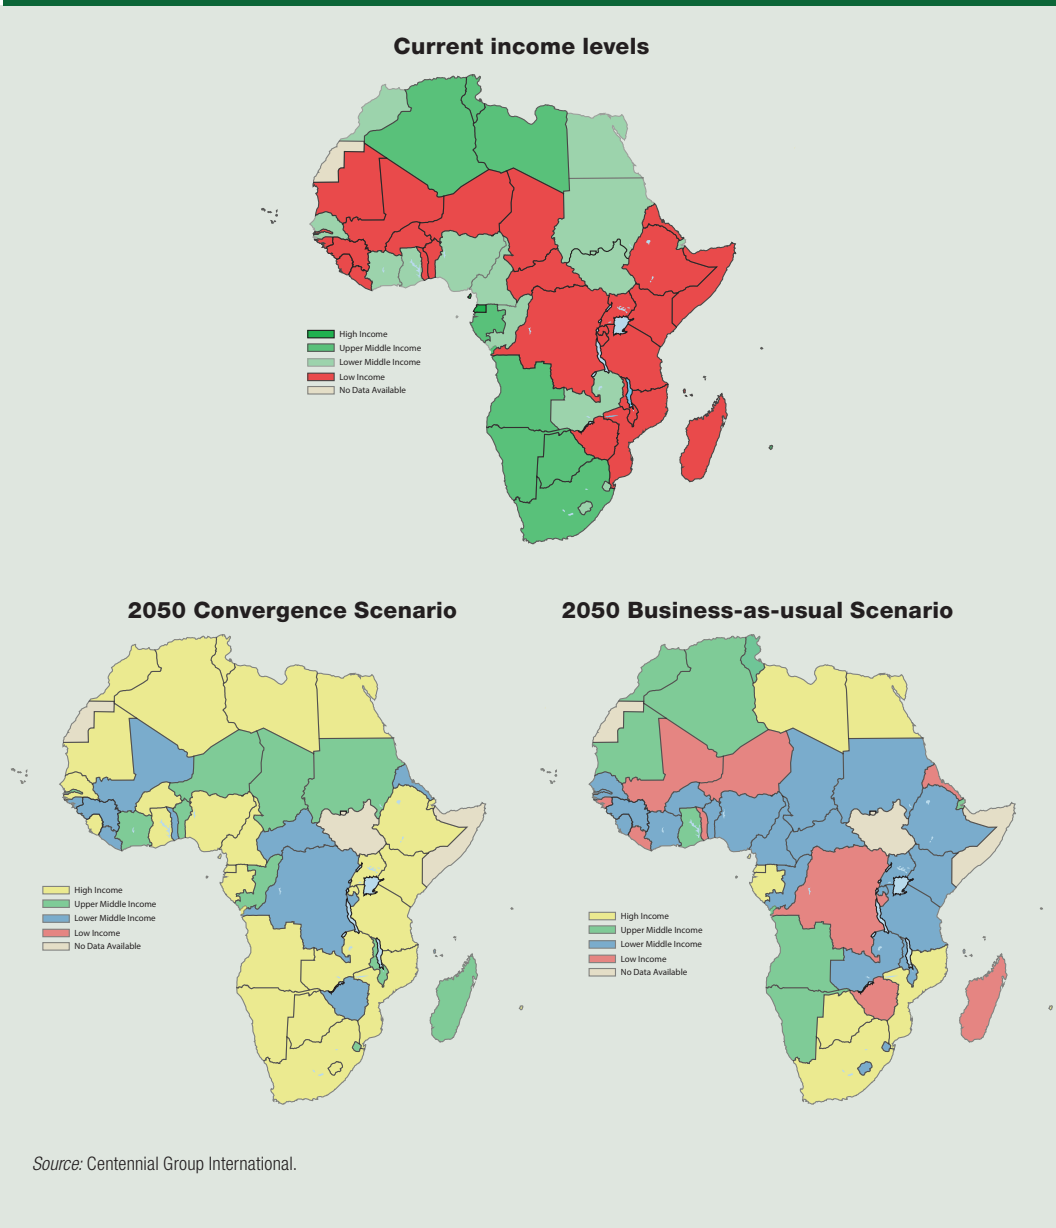 Current income levels
High Income
Upper Middle Income
Lower Middle Income
Low Income
No Data Available
2050 Convergence Scenario
2050 Business-as-usual Scenario
High Income
Upper Middle Income
Lower Middle Income
Low Income
No Data Available
High Income
Upper Middle Income
Lower Middle Income
Low Income
No Data Available
Source: Centennial Group International.